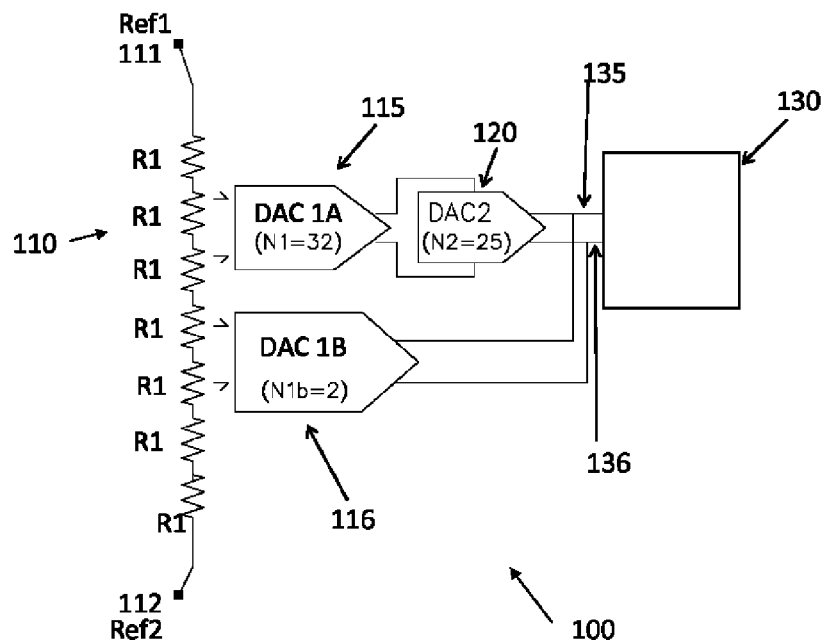 Ref1
111
135
130
115
120
R1
R1
DAC 1A
(N1=32)
DAC2
(N2=25)
110
R1
R1
DAC 1B
(N1b=2)
R1
R1
136
116
R1
112
Ref2
100